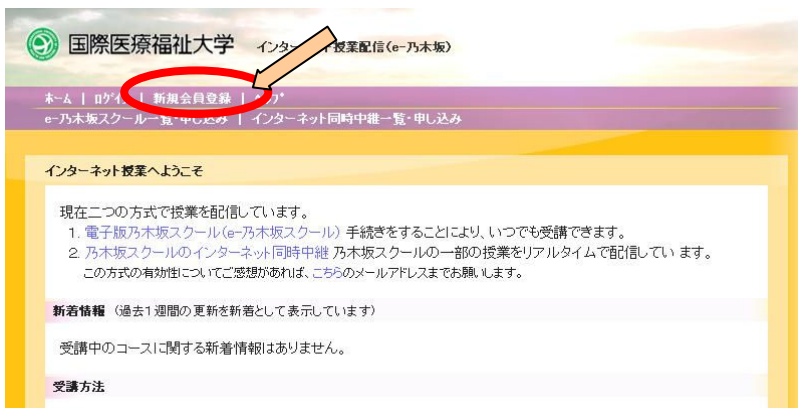 国際医療福祉大学 インターネット授業配信(e-乃木坂)
ホーム | ログイン | 新規会員登録 | ヘルプ
e-乃木坂スクール一覧・申し込み | インターネット同時中継一覧・申し込み
インターネット授業へようこそ
現在二つの方式で授業を配信しています。
1. 電子版乃木坂スクール(e-乃木坂スクール) 手続きをすることにより、いつでも受講できます。
2. 乃木坂スクールのインターネット同時中継 乃木坂スクールの一部の授業をリアルタイムで配信してい ます。
この方式の有効性についてご感想があれば、こちらのメールアドレスまでお願いします。
新着情報 (過去1週間の更新を新着として表示しています)
受講中のコースに関する新着情報はありません。
受講方法